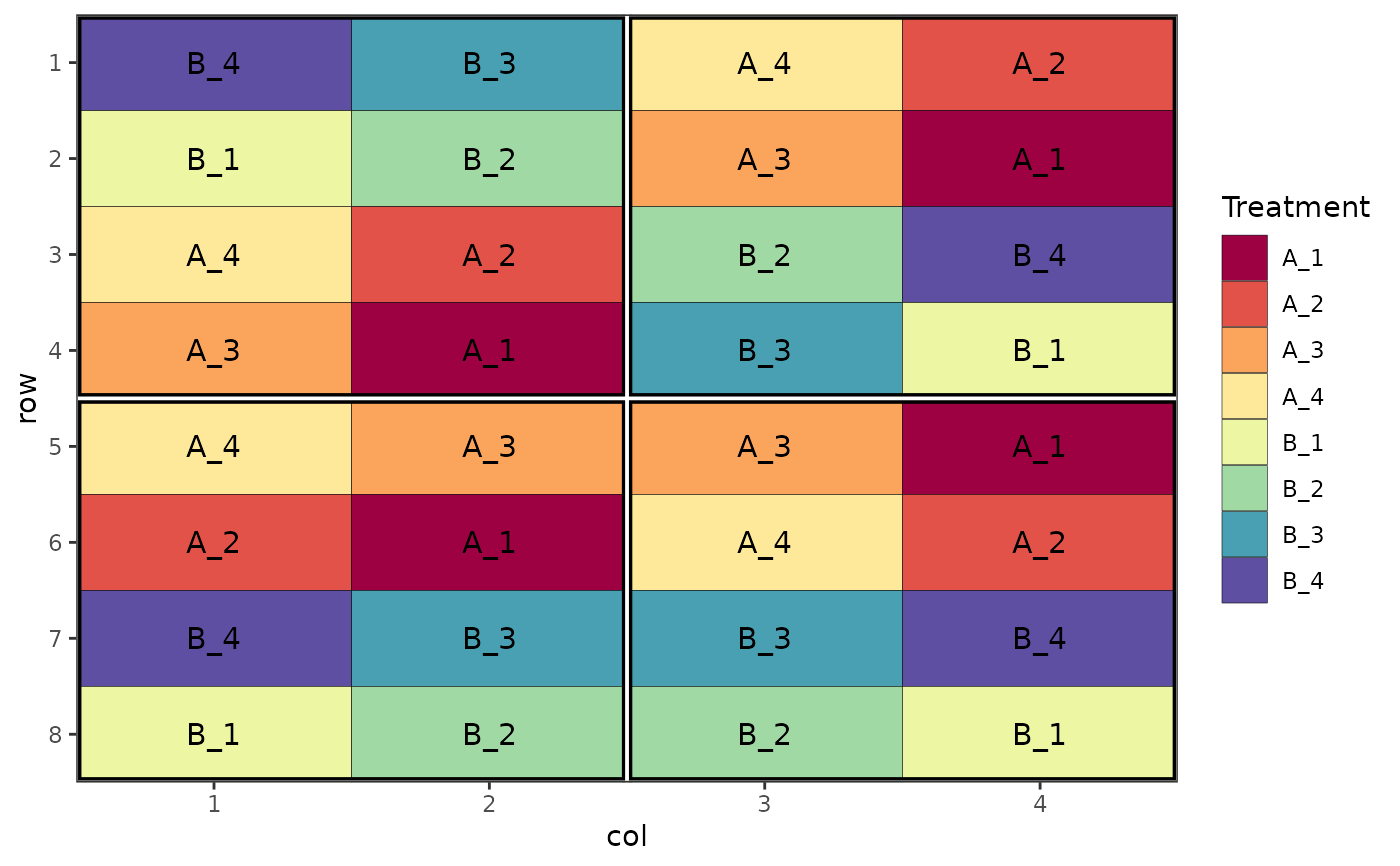 1 B_4 B_3 A_4 A_2
2 B_1 B_2 A_3 A_1
3 A_4 A_2 B_2 B_4
4 A_3 A_1 B_3 B_1
5 A_4 A_3 A_3 A_1
6 A_2 A_1 A_4 A_2
7 B_4 B_3 B_3 B_4
8 B_1 B_2 B_2 B_1
1 2 3 4
col
row
Treatment
A_1
A_2
A_3
A_4
B_1
B_2
B_3
B_4